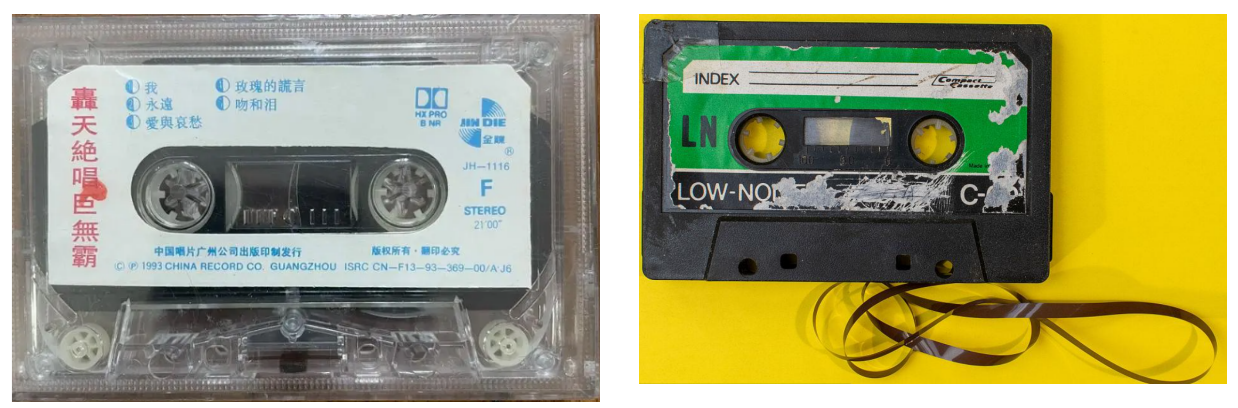 轟天絶唱巨無霸
我
永遠
愛與哀愁
玫瑰的謊言
吻和泪
HX PRO
B NR
JIN DIE
金碟
®
JH—1116
F
STEREO
21'00"
中国唱片广州公司出版印制发行
版权所有·翻印必究
© ℗ 1993 CHINA RECORD CO. GUANGZHOU ISRC CN—F13—93—369—00/A·J6
INDEX
Compact
Cassette
LN
Made
LOW-NO
C-